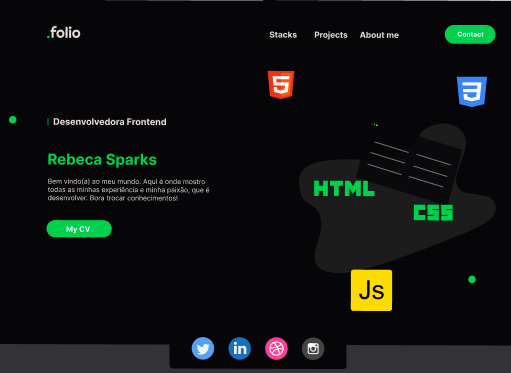 .folio
Stacks Projects About me Contact
5
3
Desenvolvedora Frontend
Rebeca Sparks
Bem vindo(a) ao meu mundo. Aqui é onde mostro
todas as minhas experiência e minha paixão, que é
desenvolver. Bora trocar conhecimentos!
My CV
HTML
CSS
Js
in